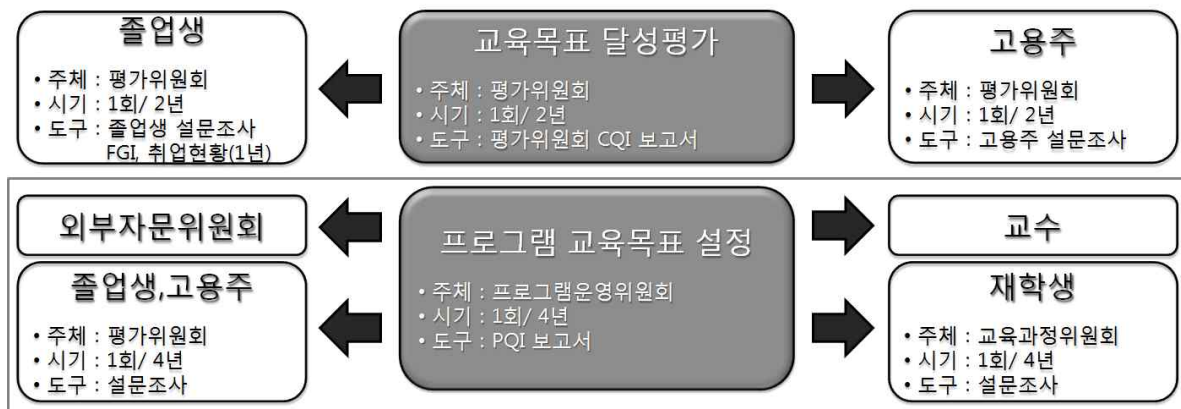 졸업생
• 주체 : 평가위원회
• 시기 : 1회/ 2년
• 도구 : 졸업생 설문조사
FGI, 취업현황(1년)
교육목표 달성평가
• 주체 : 평가위원회
• 시기 : 1회/ 2년
• 도구 : 평가위원회 CQI 보고서
고용주
• 주체 : 평가위원회
• 시기 : 1회/ 2년
• 도구 : 고용주 설문조사
외부자문위원회
졸업생,고용주
• 주체 : 평가위원회
• 시기 : 1회/ 4년
• 도구 : 설문조사
프로그램 교육목표 설정
• 주체 : 프로그램운영위원회
• 시기 : 1회/ 4년
• 도구 : PQI 보고서
교수
재학생
• 주체 : 교육과정위원회
• 시기 : 1회/ 4년
• 도구 : 설문조사